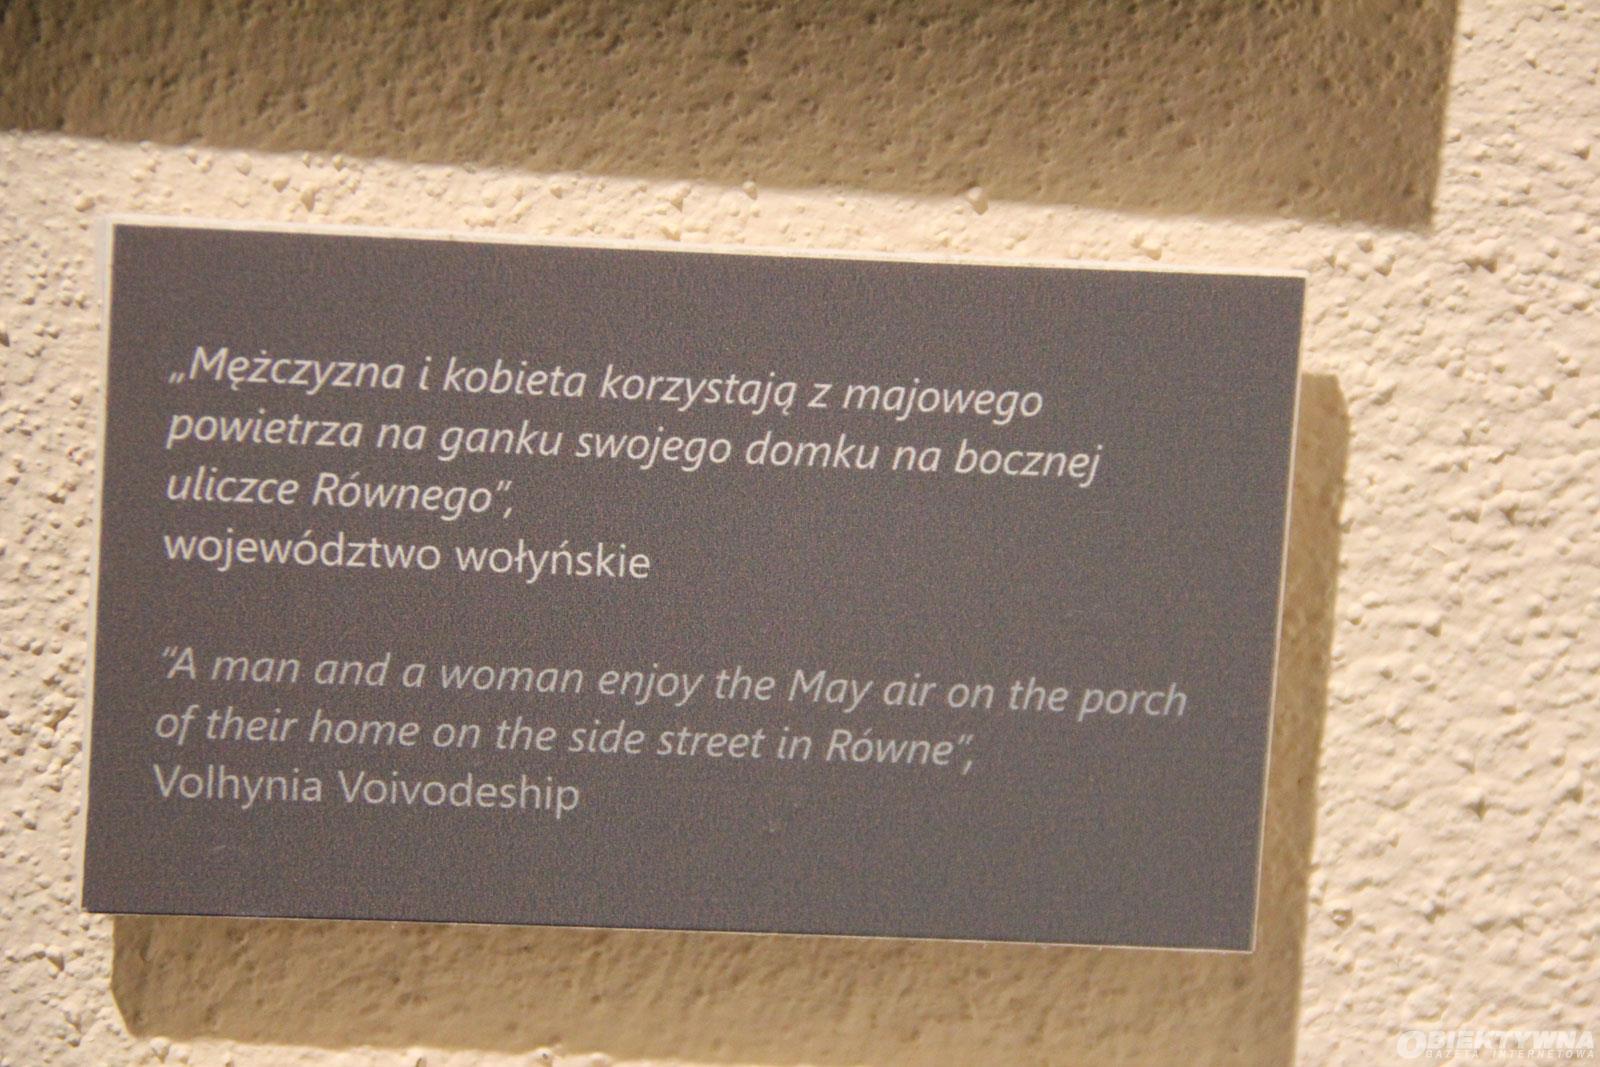 „Mężczyzna i kobieta korzystają z majowego
powietrza na ganku swojego domku na bocznej
uliczce Równego”,
województwo wołyńskie
“A man and a woman enjoy the May air on the porch
of their home on the side street in Równe”,
Volhynia Voivodeship
OBIEKTYWNA
GAZETA INTERNETOWA